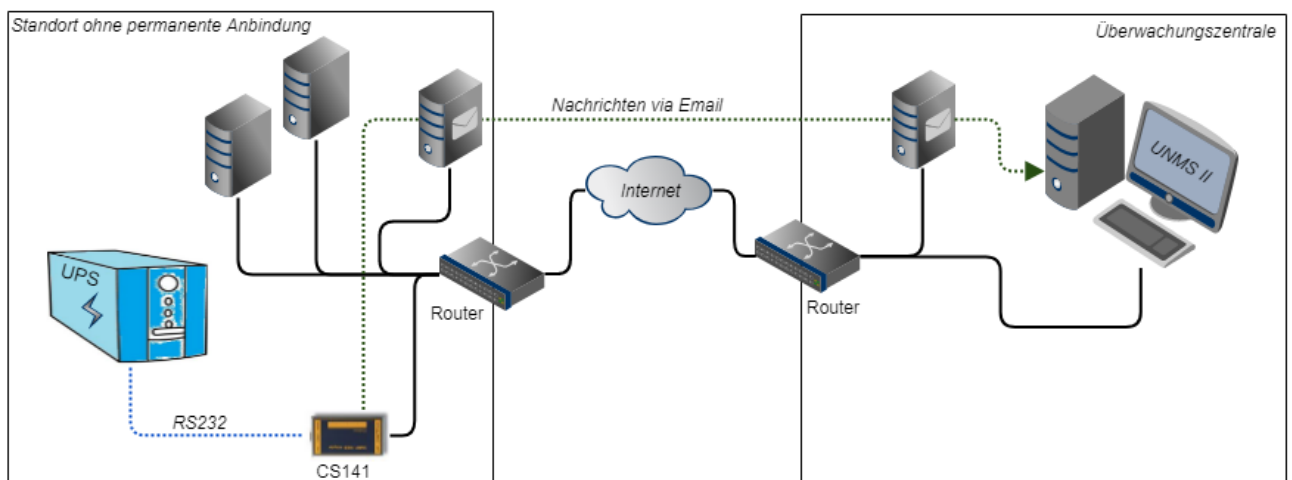 Standort ohne permanente Anbindung
Überwachungszentrale
Nachrichten via Email
UNMS II
Internet
UPS
Router
Router
RS232
CS141